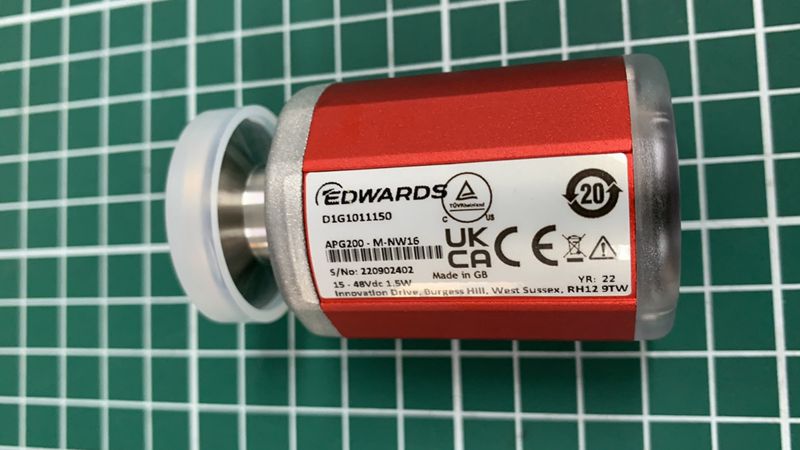 EDWARDS
D1G1011150
TÜVRheinland
C US
20
APG200 - M-NW16
UK
CA
CE
S/No: 220902402
Made in GB
15 - 48Vdc 1.5W
YR: 22
Innovation Drive, Burgess Hill, West Sussex, RH12 9TW